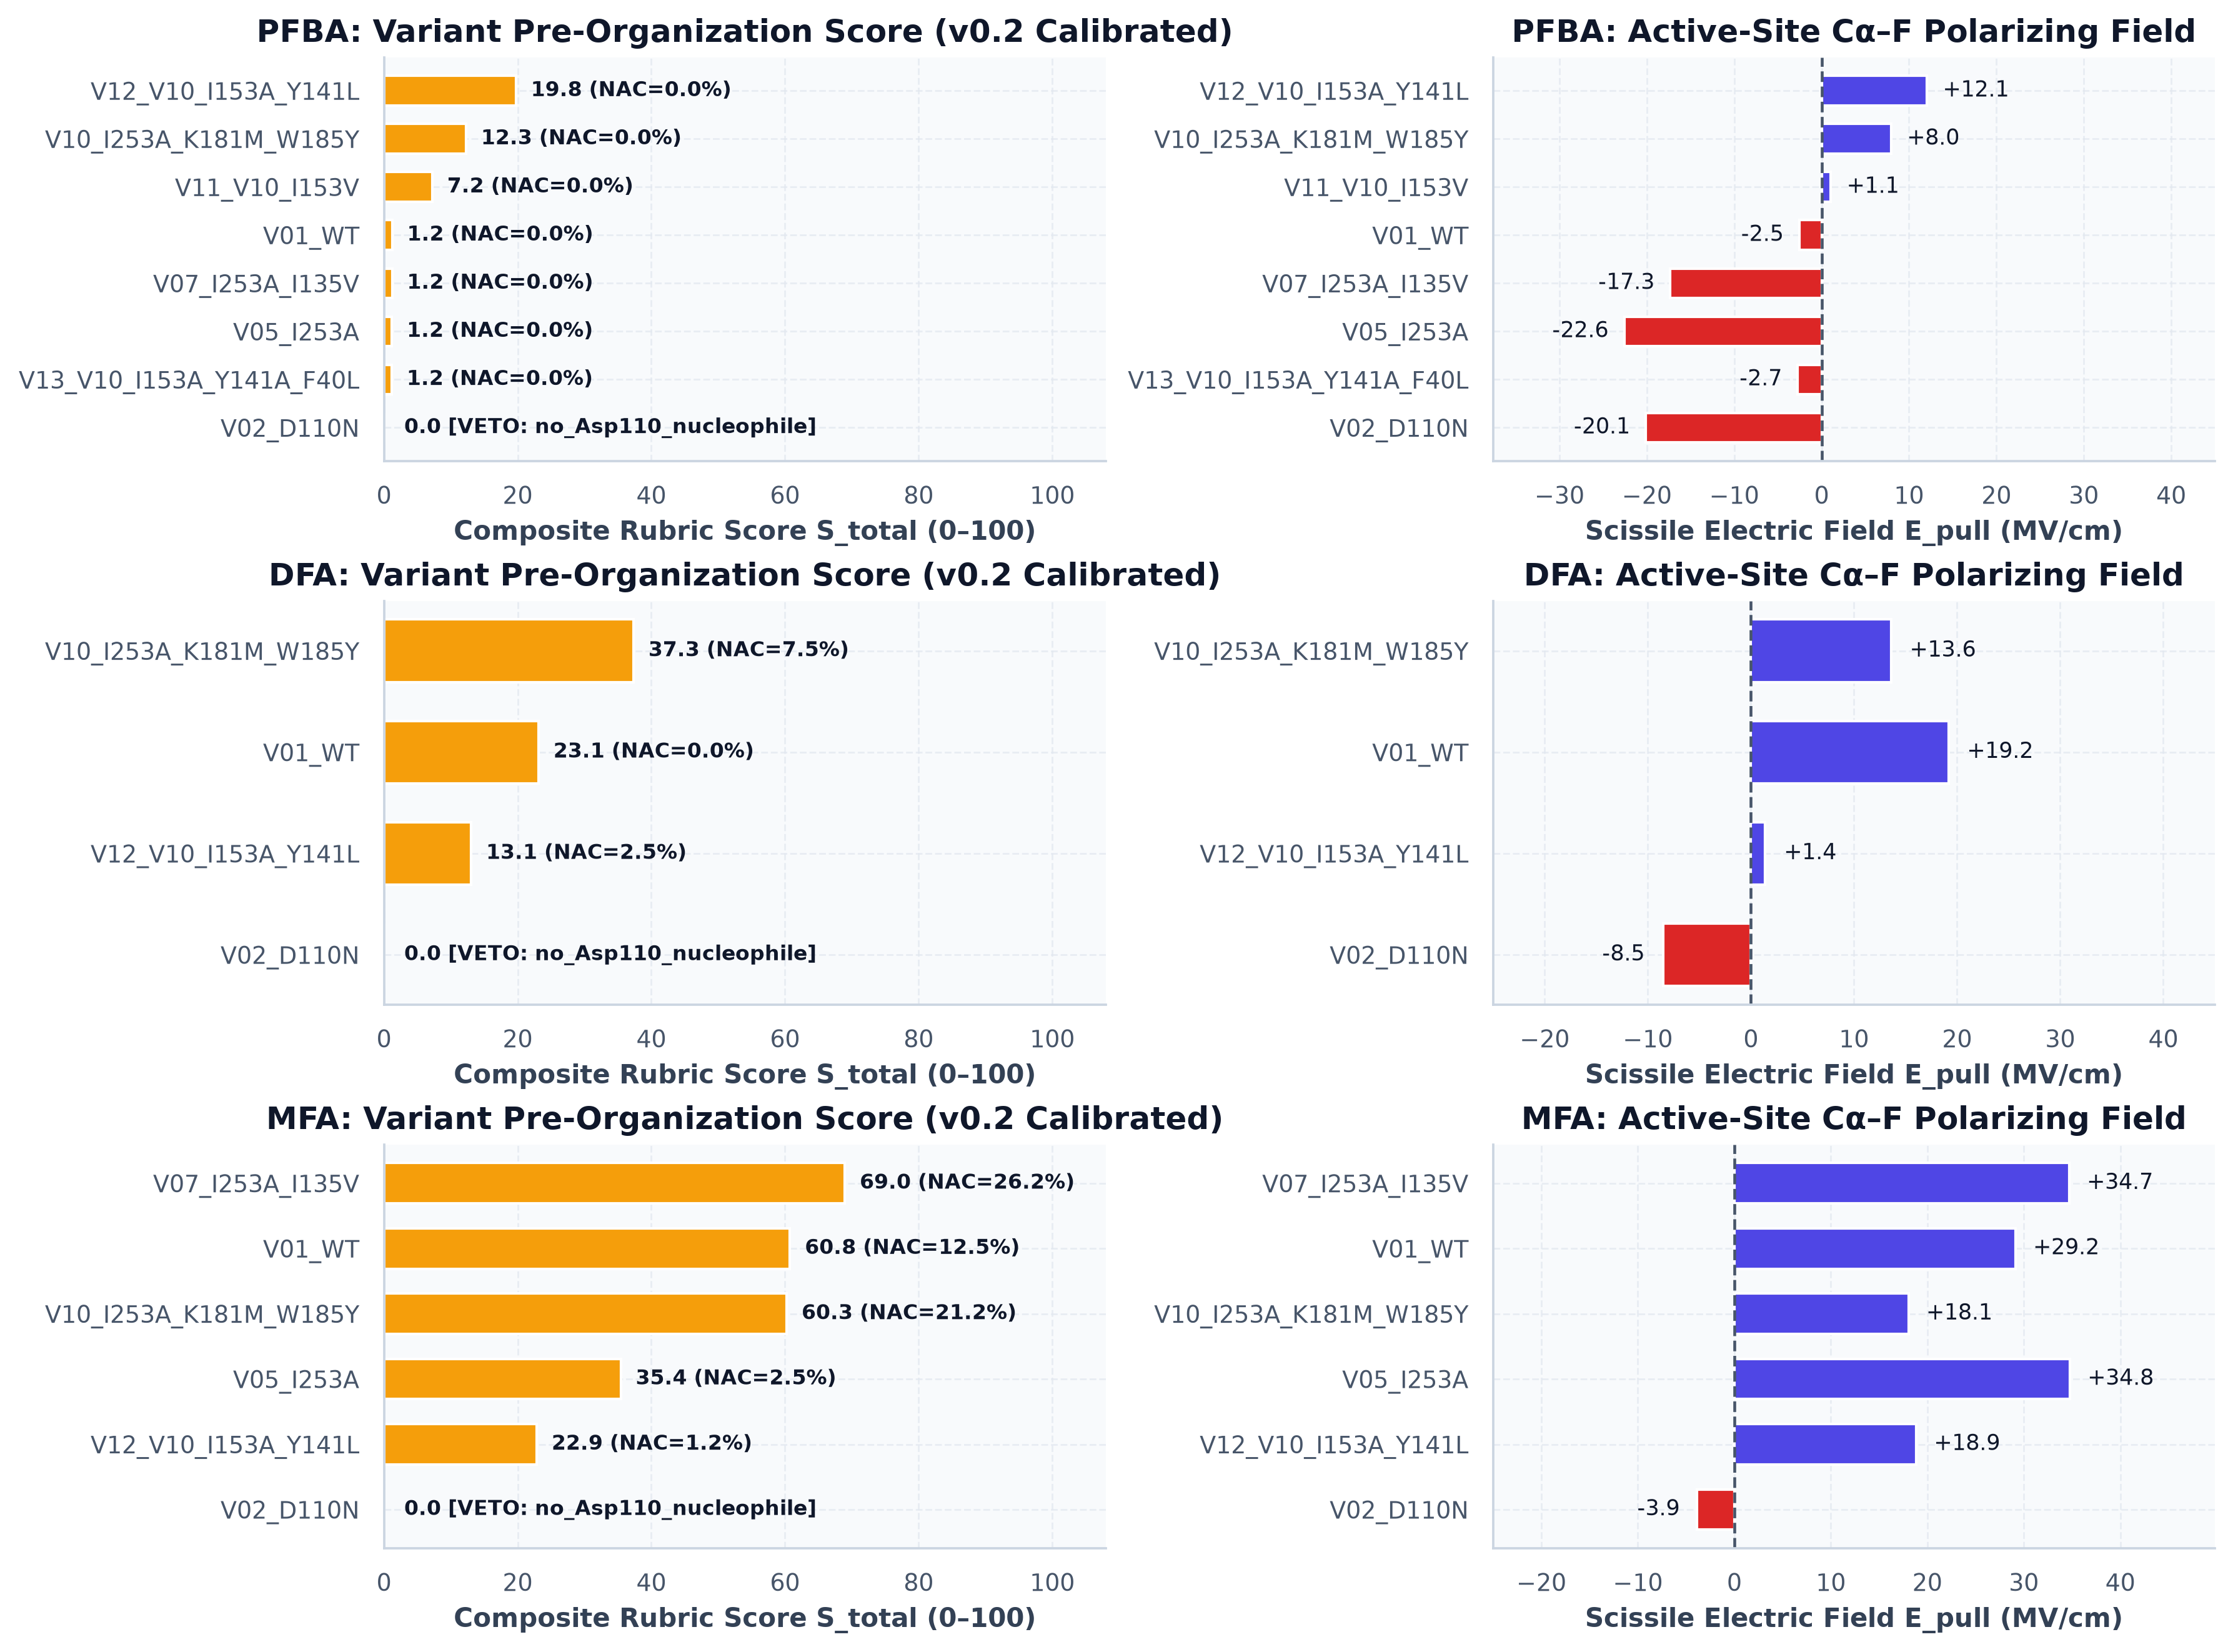 PFBA: Variant Pre-Organization Score (v0.2 Calibrated)
V12_V10_I153A_Y141L
19.8 (NAC=0.0%)
V10_I253A_K181M_W185Y
12.3 (NAC=0.0%)
V11_V10_I153V
7.2 (NAC=0.0%)
V01_WT
1.2 (NAC=0.0%)
V07_I253A_I135V
1.2 (NAC=0.0%)
V05_I253A
1.2 (NAC=0.0%)
V13_V10_I153A_Y141A_F40L
1.2 (NAC=0.0%)
V02_D110N
0.0 [VETO: no_Asp110_nucleophile]
0 20 40 60 80 100
Composite Rubric Score S_total (0–100)
PFBA: Active-Site Cα–F Polarizing Field
V12_V10_I153A_Y141L
+12.1
V10_I253A_K181M_W185Y
+8.0
V11_V10_I153V
+1.1
V01_WT
-2.5
V07_I253A_I135V
-17.3
V05_I253A
-22.6
V13_V10_I153A_Y141A_F40L
-2.7
V02_D110N
-20.1
−30 −20 −10 0 10 20 30 40
Scissile Electric Field E_pull (MV/cm)
DFA: Variant Pre-Organization Score (v0.2 Calibrated)
V10_I253A_K181M_W185Y
37.3 (NAC=7.5%)
V01_WT
23.1 (NAC=0.0%)
V12_V10_I153A_Y141L
13.1 (NAC=2.5%)
V02_D110N
0.0 [VETO: no_Asp110_nucleophile]
0 20 40 60 80 100
Composite Rubric Score S_total (0–100)
DFA: Active-Site Cα–F Polarizing Field
V10_I253A_K181M_W185Y
+13.6
V01_WT
+19.2
V12_V10_I153A_Y141L
+1.4
V02_D110N
-8.5
−20 −10 0 10 20 30 40
Scissile Electric Field E_pull (MV/cm)
MFA: Variant Pre-Organization Score (v0.2 Calibrated)
V07_I253A_I135V
69.0 (NAC=26.2%)
V01_WT
60.8 (NAC=12.5%)
V10_I253A_K181M_W185Y
60.3 (NAC=21.2%)
V05_I253A
35.4 (NAC=2.5%)
V12_V10_I153A_Y141L
22.9 (NAC=1.2%)
V02_D110N
0.0 [VETO: no_Asp110_nucleophile]
0 20 40 60 80 100
Composite Rubric Score S_total (0–100)
MFA: Active-Site Cα–F Polarizing Field
V07_I253A_I135V
+34.7
V01_WT
+29.2
V10_I253A_K181M_W185Y
+18.1
V05_I253A
+34.8
V12_V10_I153A_Y141L
+18.9
V02_D110N
-3.9
−20 −10 0 10 20 30 40
Scissile Electric Field E_pull (MV/cm)